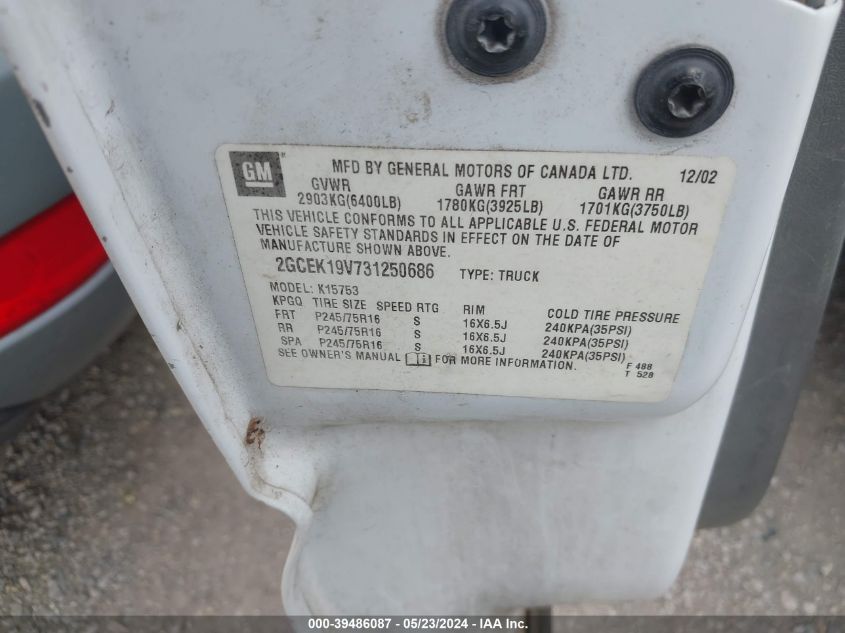 GM MFD BY GENERAL MOTORS OF CANADA LTD. 12/02
GVWR GAWR FRT GAWR RR
2903KG(6400LB) 1780KG(3925LB) 1701KG(3750LB)
THIS VEHICLE CONFORMS TO ALL APPLICABLE U.S. FEDERAL MOTOR
VEHICLE SAFETY STANDARDS IN EFFECT ON THE DATE OF
MANUFACTURE SHOWN ABOVE.
2GCEK19V731250686 TYPE: TRUCK
MODEL: K15753
KPGQ TIRE SIZE SPEED RTG RIM COLD TIRE PRESSURE
FRT P245/75R16 S 16X6.5J 240KPA(35PSI)
RR P245/75R16 S 16X6.5J 240KPA(35PSI)
SPA P245/75R16 S 16X6.5J 240KPA(35PSI)
SEE OWNER'S MANUAL FOR MORE INFORMATION. F 488
T 528
000-39486087 - 05/23/2024 - IAA Inc.